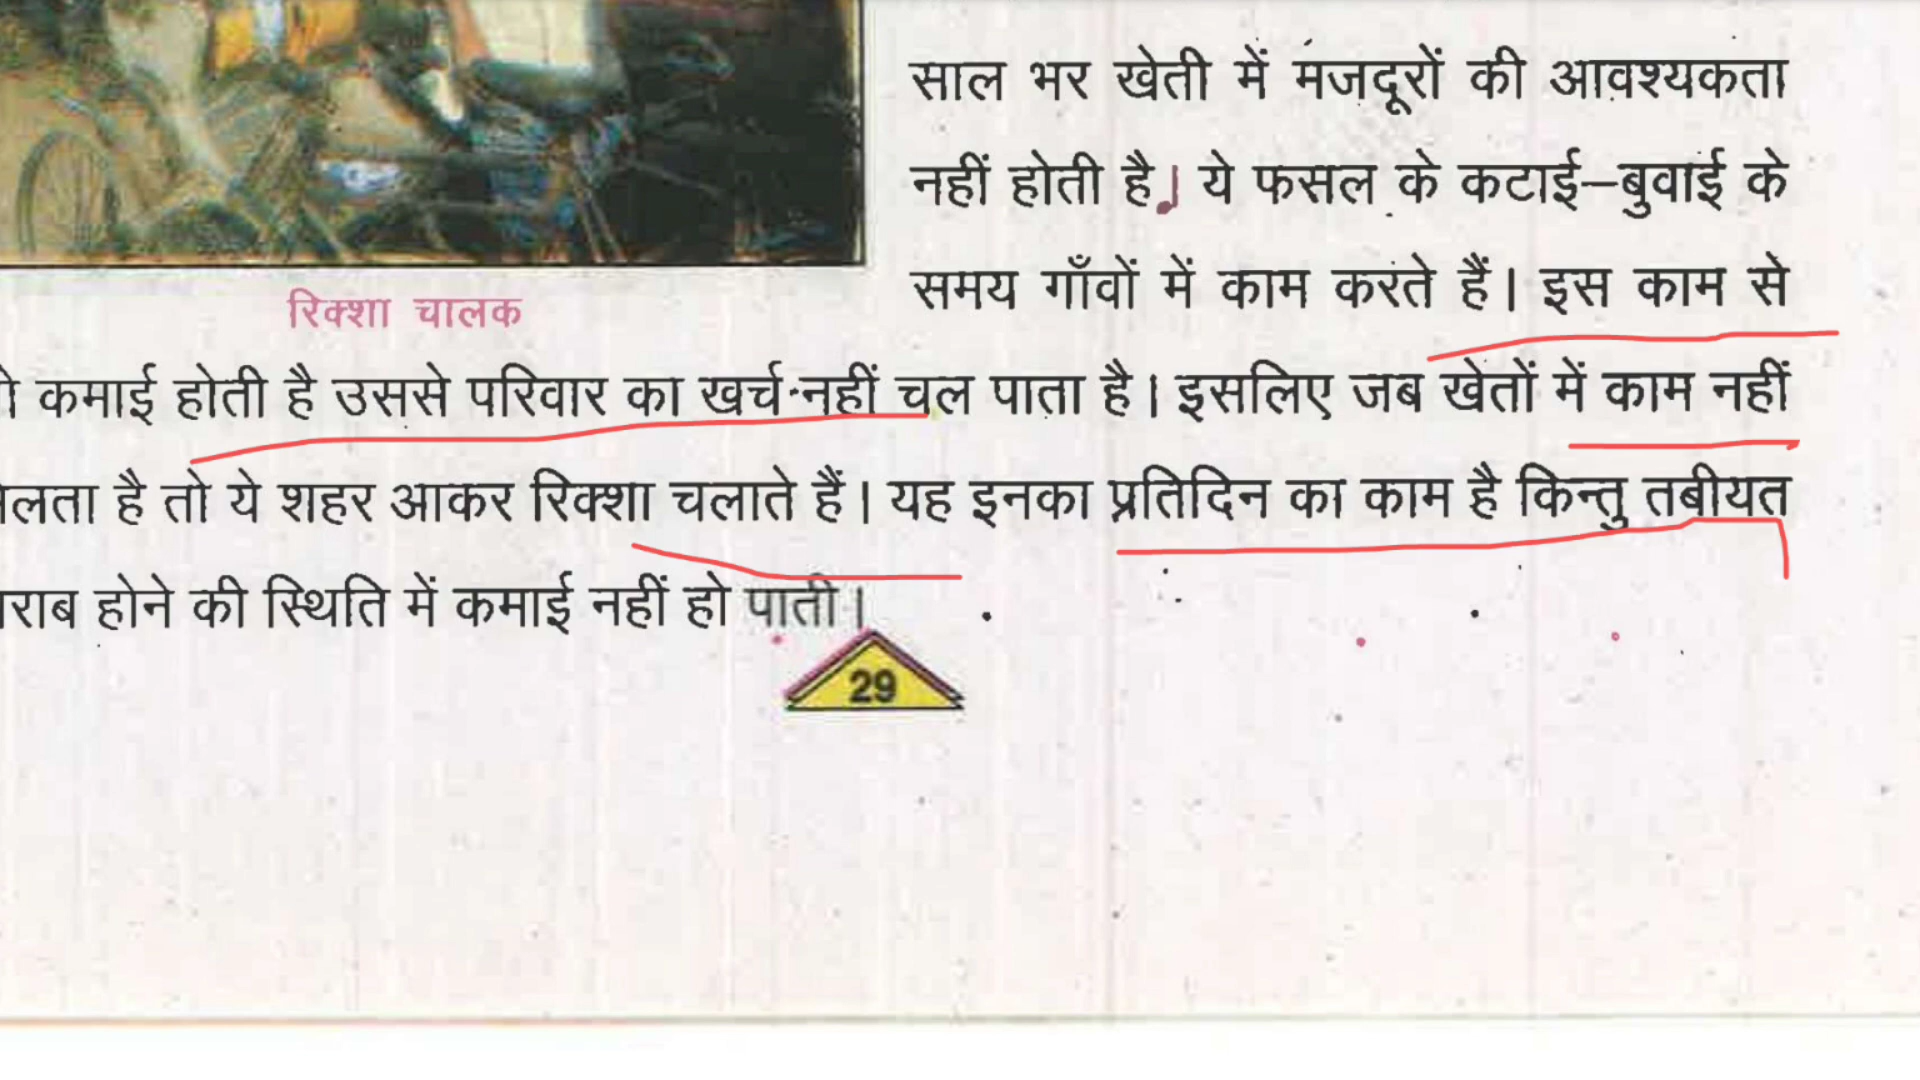 साल भर खेती में मजदूरों की आवश्यकता
नहीं होती है। ये फसल के कटाई–बुवाई के
समय गाँवों में काम करते हैं। इस काम से
रिक्शा चालक
कमाई होती है उससे परिवार का खर्च नहीं चल पाता है। इसलिए जब खेतों में काम नहीं
है तो ये शहर आकर रिक्शा चलाते हैं। यह इनका प्रतिदिन का काम है किन्तु तबीयत
होने की स्थिति में कमाई नहीं हो पाती।
29